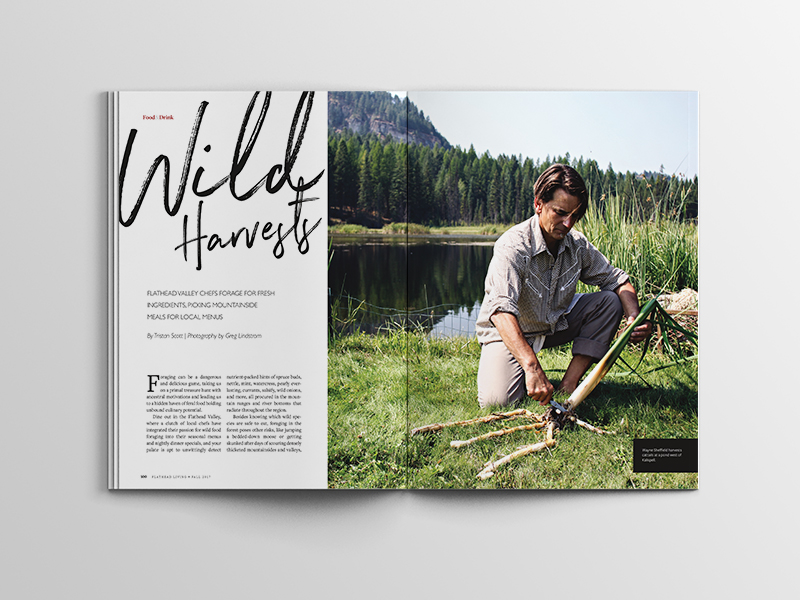 Food | Drink
Wild
Harvests
FLATHEAD VALLEY CHEFS FORAGE FOR FRESH
INGREDIENTS, PICKING MOUNTAINSIDE
MEALS FOR LOCAL MENUS
By Tristan Scott | Photography by Greg Lindstrom
Foraging can be a dangerous
and delicious game, taking us
on a primal treasure hunt with
ancestral motivations and leading us
to a hidden haven of feral food holding
unbound culinary potential.
Dine out in the Flathead Valley,
where a clutch of local chefs have
integrated their passion for wild food
foraging into their seasonal menus
and nightly dinner specials, and your
palate is apt to unwittingly detect
nutrient-packed hints of spruce buds,
nettle, mint, watercress, pearly ever-
lasting, currants, salsify, wild onions,
and more, all procured in the moun-
tain ranges and river bottoms that
radiate throughout the region.
Besides knowing which wild spe-
cies are safe to eat, foraging in the
forest poses other risks, like jumping
a bedded-down moose or getting
skunked after days of scouring densely
thicketed mountainsides and valleys,
100 FLATHEAD LIVING • FALL 2017
Wayne Sheffield harvests
cattails at a pond west of
Kalispell.